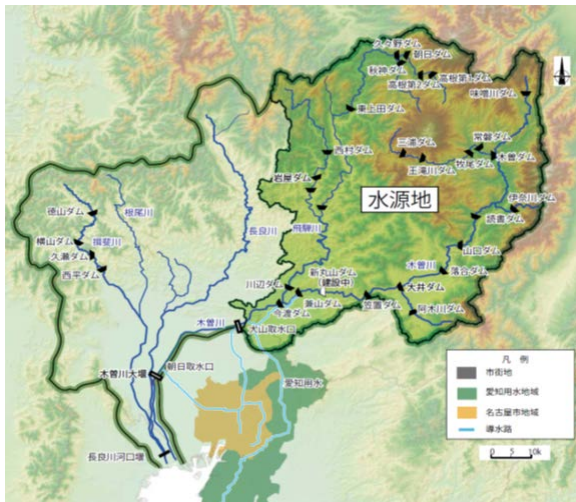 久々野ダム
朝日ダム
秋神ダム
高根第1ダム
高根第2ダム
味噌川ダム
東上田ダム
常磐ダム
三浦ダム
西村ダム
木曽ダム
牧尾ダム
王滝川ダム
岩屋ダム
水源地
伊奈川ダム
徳山ダム
根尾川
長良川
読書ダム
飛騨川
横山ダム
揖斐川
山口ダム
久瀬ダム
木曽川
西平ダム
新丸山ダム
(建設中)
落合ダム
川辺ダム
大井ダム
兼山ダム
笠置ダム
今渡ダム
阿木川ダム
木曽川
犬山取水口
凡 例
市街地
愛知用水地域
名古屋市地域
導水路
0 5 10k
朝日取水口
木曽川大堰
愛知用水
長良川河口堰